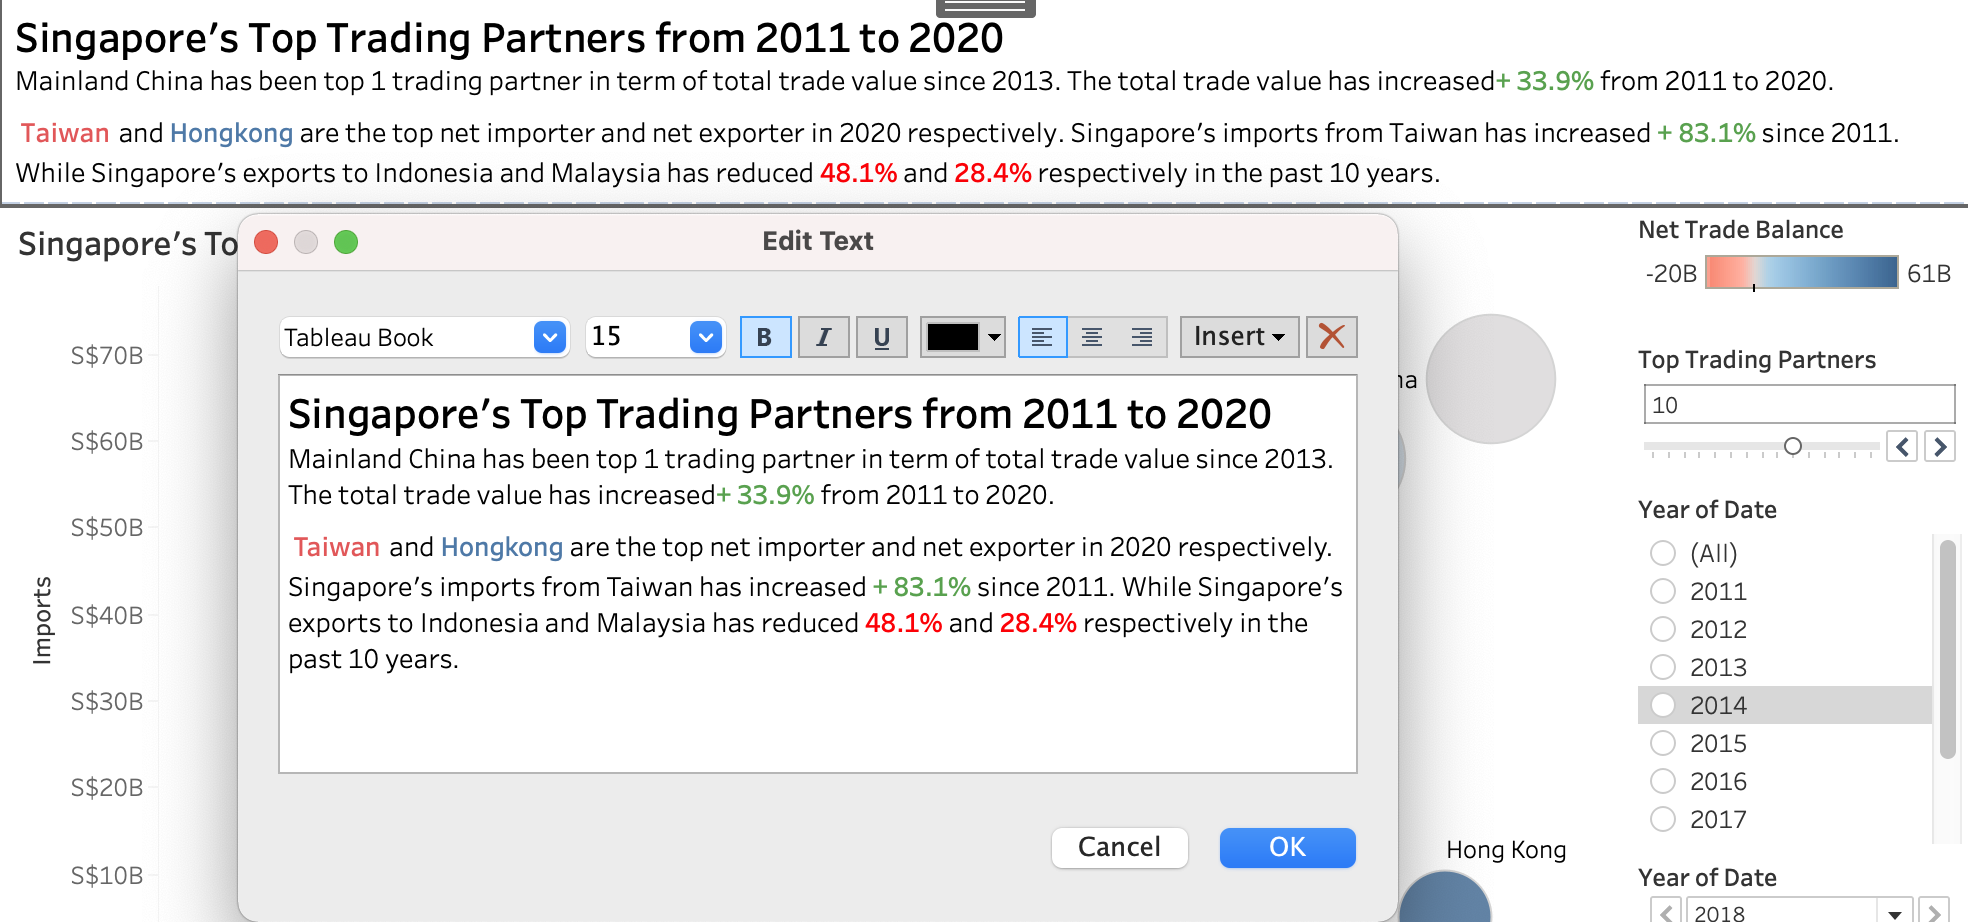 Singapore's Top Trading Partners from 2011 to 2020
Mainland China has been top 1 trading partner in term of total trade value since 2013. The total trade value has increased+ 33.9% from 2011 to 2020.
Taiwan and Hongkong are the top net importer and net exporter in 2020 respectively. Singapore's imports from Taiwan has increased + 83.1% since 2011.
While Singapore's exports to Indonesia and Malaysia has reduced 48.1% and 28.4% respectively in the past 10 years.
Singapore's To
Edit Text
Tableau Book
15
B
I
U
Insert
Singapore's Top Trading Partners from 2011 to 2020
Mainland China has been top 1 trading partner in term of total trade value since 2013.
The total trade value has increased+ 33.9% from 2011 to 2020.
Taiwan and Hongkong are the top net importer and net exporter in 2020 respectively.
Singapore's imports from Taiwan has increased + 83.1% since 2011. While Singapore's
exports to Indonesia and Malaysia has reduced 48.1% and 28.4% respectively in the
past 10 years.
Cancel
OK
Imports
S$70B
S$60B
S$50B
S$40B
S$30B
S$20B
S$10B
na
Hong Kong
Net Trade Balance
-20B
61B
Top Trading Partners
10
Year of Date
(All)
2011
2012
2013
2014
2015
2016
2017
Year of Date
2018